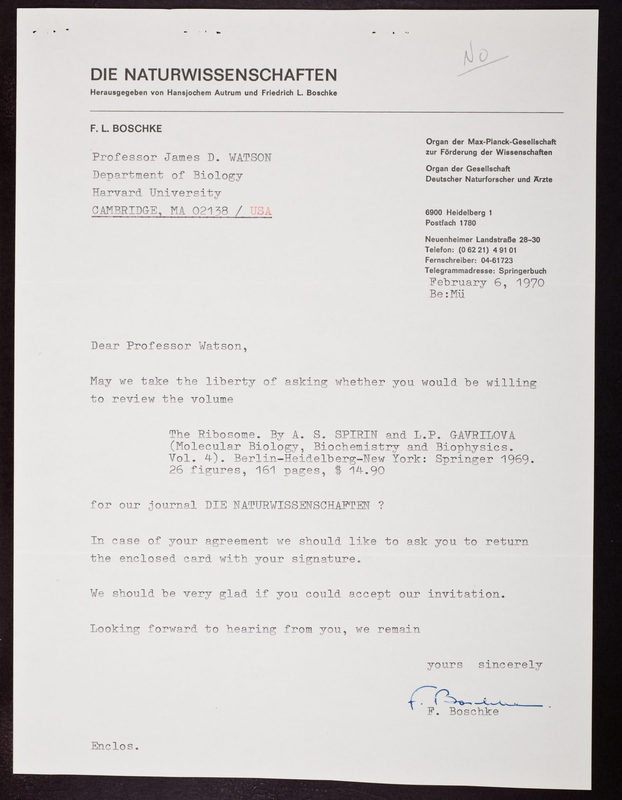 No
DIE NATURWISSENSCHAFTEN
Herausgegeben von Hansjochem Autrum und Friedrich L. Boschke
F. L. BOSCHKE
Professor James D. WATSON
Department of Biology
Harvard University
CAMBRIDGE, MA 02138 / USA
Organ der Max-Planck-Gesellschaft
zur Förderung der Wissenschaften
Organ der Gesellschaft
Deutscher Naturforscher und Ärzte
6900 Heidelberg 1
Postfach 1780
Neuenheimer Landstraße 28-30
Telefon: (0 62 21) 4 91 01
Fernschreiber: 04-61723
Telegrammadresse: Springerbuch
February 6, 1970
Be:Mü
Dear Professor Watson,
May we take the liberty of asking whether you would be willing
to review the volume
The Ribosome. By A. S. SPIRIN and L.P. GAVRILOVA
(Molecular Biology, Biochemistry and Biophysics.
Vol. 4). Berlin-Heidelberg-New York: Springer 1969.
26 figures, 161 pages, $ 14.90
for our journal DIE NATURWISSENSCHAFTEN ?
In case of your agreement we should like to ask you to return
the enclosed card with your signature.
We should be very glad if you could accept our invitation.
Looking forward to hearing from you, we remain
yours sincerely
F. Boschke
F. Boschke
Enclos.